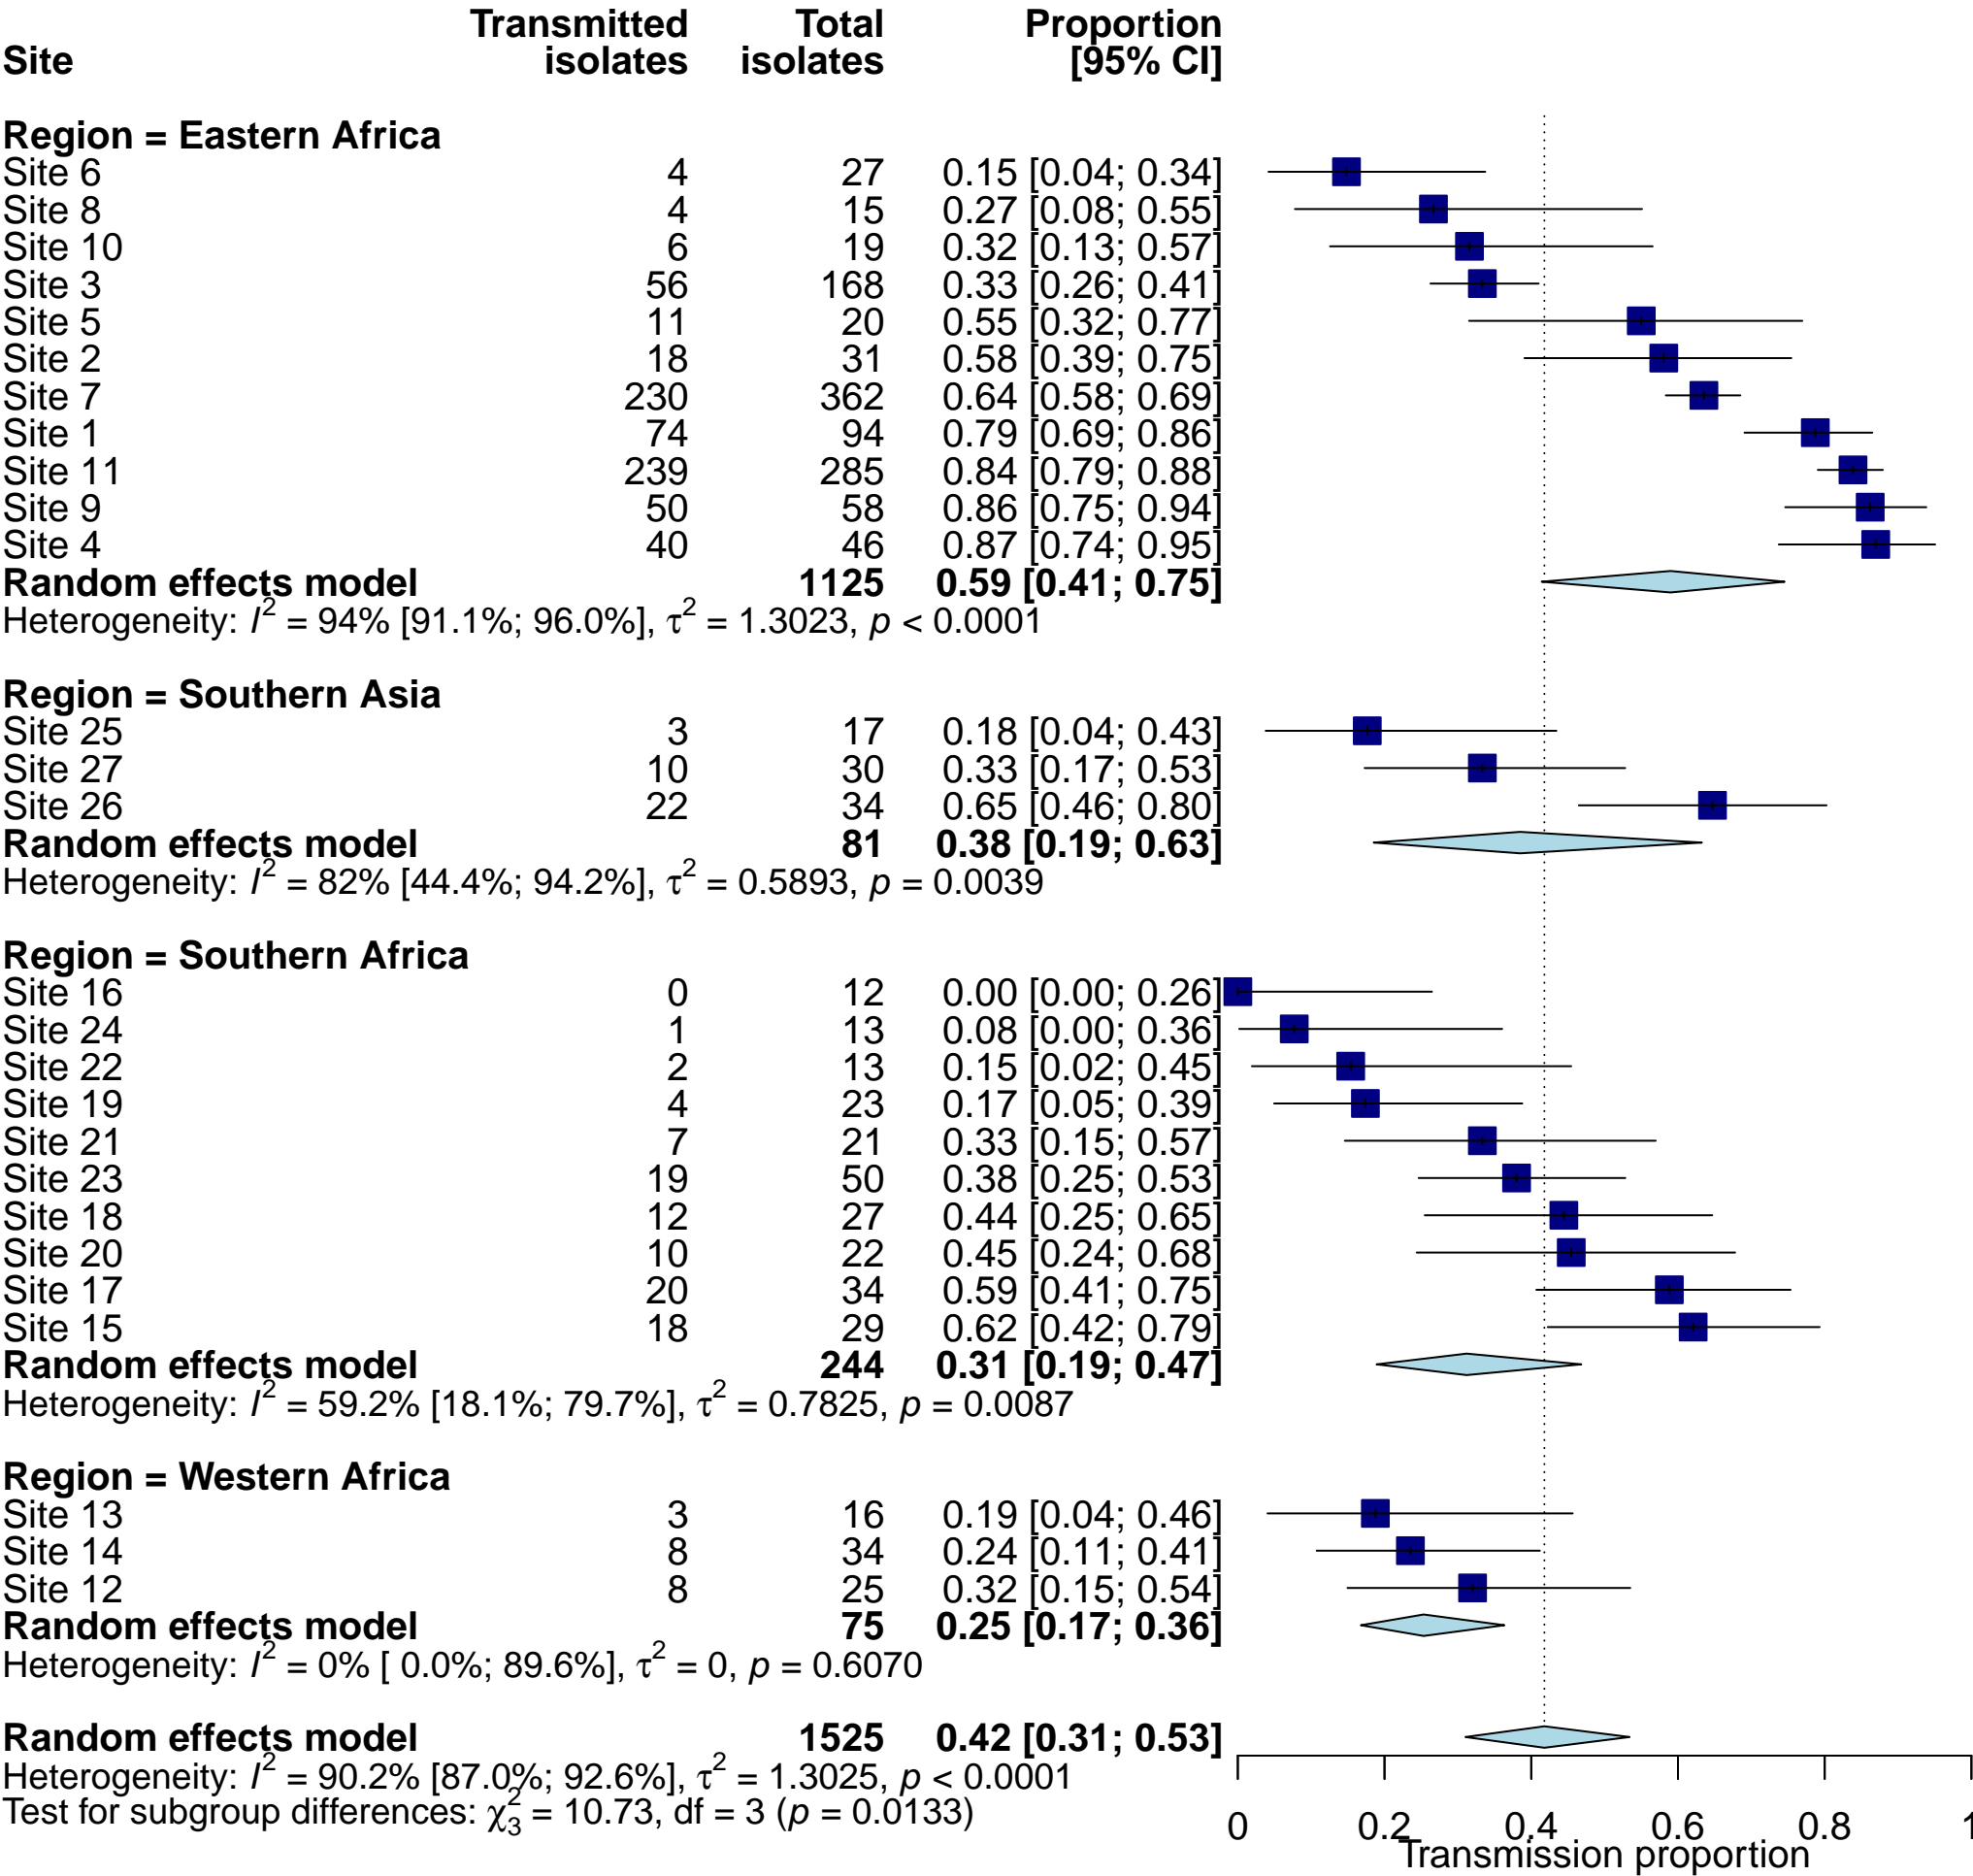 Transmitted Total Proportion
Site isolates isolates [95% CI]
Region = Eastern Africa
Site 6 4 27 0.15 [0.04; 0.34]
Site 8 4 15 0.27 [0.08; 0.55]
Site 10 6 19 0.32 [0.13; 0.57]
Site 3 56 168 0.33 [0.26; 0.41]
Site 5 11 20 0.55 [0.32; 0.77]
Site 2 18 31 0.58 [0.39; 0.75]
Site 7 230 362 0.64 [0.58; 0.69]
Site 1 74 94 0.79 [0.69; 0.86]
Site 11 239 285 0.84 [0.79; 0.88]
Site 9 50 58 0.86 [0.75; 0.94]
Site 4 40 46 0.87 [0.74; 0.95]
Random effects model 1125 0.59 [0.41; 0.75]
Heterogeneity: I² = 94% [91.1%; 96.0%], τ² = 1.3023, p < 0.0001
Region = Southern Asia
Site 25 3 17 0.18 [0.04; 0.43]
Site 27 10 30 0.33 [0.17; 0.53]
Site 26 22 34 0.65 [0.46; 0.80]
Random effects model 81 0.38 [0.19; 0.63]
Heterogeneity: I² = 82% [44.4%; 94.2%], τ² = 0.5893, p = 0.0039
Region = Southern Africa
Site 16 0 12 0.00 [0.00; 0.26]
Site 24 1 13 0.08 [0.00; 0.36]
Site 22 2 13 0.15 [0.02; 0.45]
Site 19 4 23 0.17 [0.05; 0.39]
Site 21 7 21 0.33 [0.15; 0.57]
Site 23 19 50 0.38 [0.25; 0.53]
Site 18 12 27 0.44 [0.25; 0.65]
Site 20 10 22 0.45 [0.24; 0.68]
Site 17 20 34 0.59 [0.41; 0.75]
Site 15 18 29 0.62 [0.42; 0.79]
Random effects model 244 0.31 [0.19; 0.47]
Heterogeneity: I² = 59.2% [18.1%; 79.7%], τ² = 0.7825, p = 0.0087
Region = Western Africa
Site 13 3 16 0.19 [0.04; 0.46]
Site 14 8 34 0.24 [0.11; 0.41]
Site 12 8 25 0.32 [0.15; 0.54]
Random effects model 75 0.25 [0.17; 0.36]
Heterogeneity: I² = 0% [ 0.0%; 89.6%], τ² = 0, p = 0.6070
Random effects model 1525 0.42 [0.31; 0.53]
Heterogeneity: I² = 90.2% [87.0%; 92.6%], τ² = 1.3025, p < 0.0001
Test for subgroup differences: χ²₃ = 10.73, df = 3 (p = 0.0133)
0 0.2 0.4 0.6 0.8 1
Transmission proportion